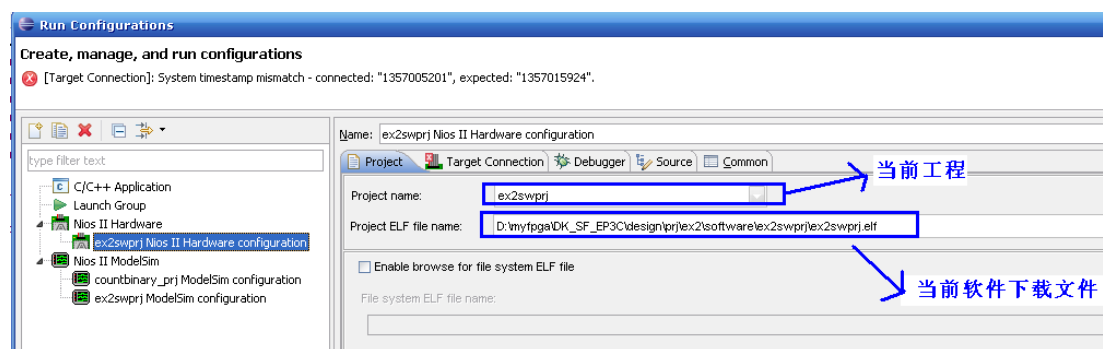 Run Configurations
Create, manage, and run configurations
[Target Connection]: System timestamp mismatch - connected: "1357005201", expected: "1357015924".
Name: ex2swprj Nios II Hardware configuration
type filter text
Project Target Connection Debugger Source Common
当前工程
C/C++ Application
Launch Group
Nios II Hardware
ex2swprj Nios II Hardware configuration
Nios II ModelSim
countbinary_prj ModelSim configuration
ex2swprj ModelSim configuration
Project name: ex2swprj
Project ELF file name: D:\myfpga\DK_SF_EP3C\design\prj\ex2\software\ex2swprj\ex2swprj.elf
Enable browse for file system ELF file
当前软件下载文件
File system ELF file name: